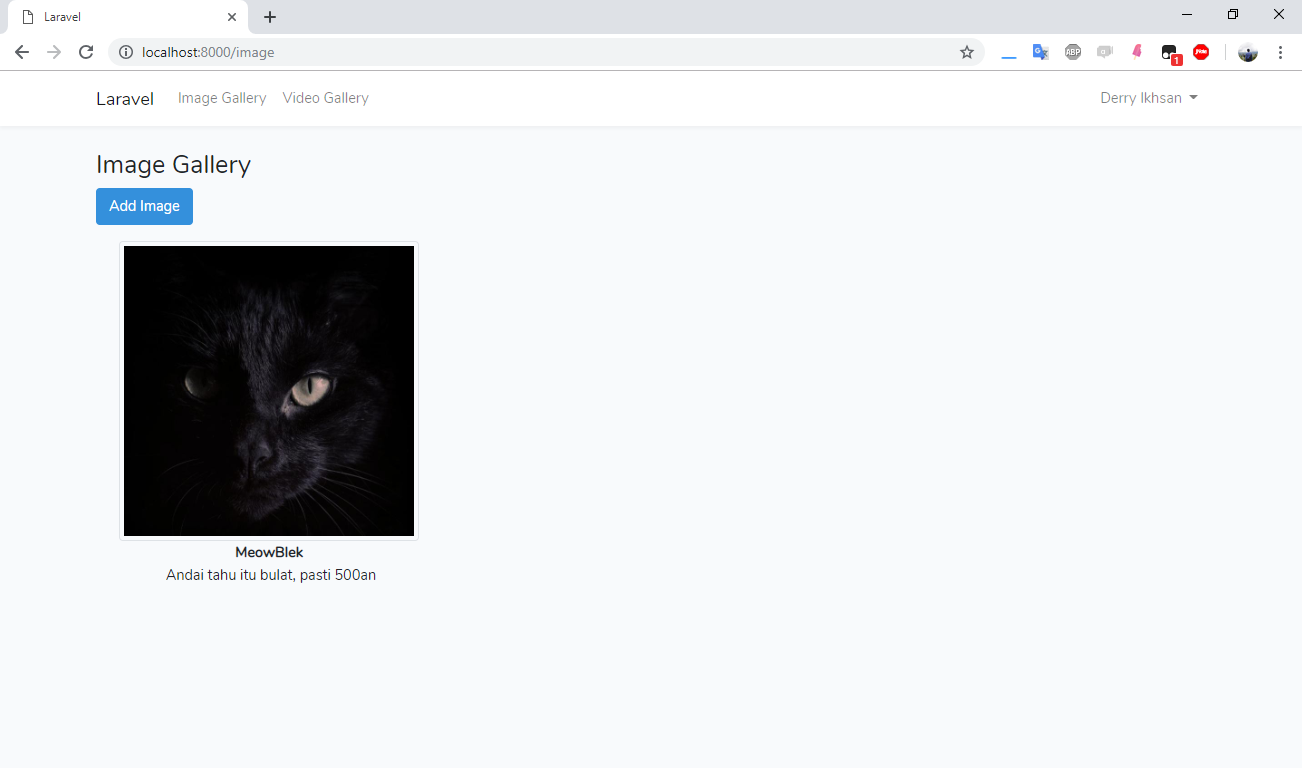 Laravel
localhost:8000/image
ABP
1
Laravel Image Gallery Video Gallery Derry Ikhsan
Image Gallery
Add Image
MeowBlek
Andai tahu itu bulat, pasti 500an